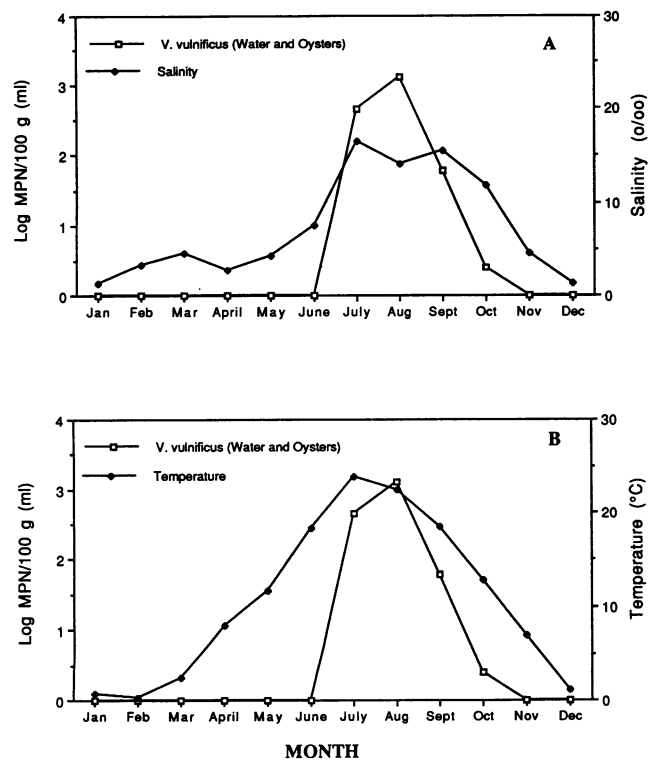 A
V. vulnificus (Water and Oysters)
Salinity
Log MPN/100 g (ml)
4
3
2
1
0
Salinity (o/oo)
30
20
10
0
Jan Feb Mar April May June July Aug Sept Oct Nov Dec
B
V. vulnificus (Water and Oysters)
Temperature
Log MPN/100 g (ml)
4
3
2
1
0
Temperature (°C)
30
20
10
0
Jan Feb Mar April May June July Aug Sept Oct Nov Dec
MONTH